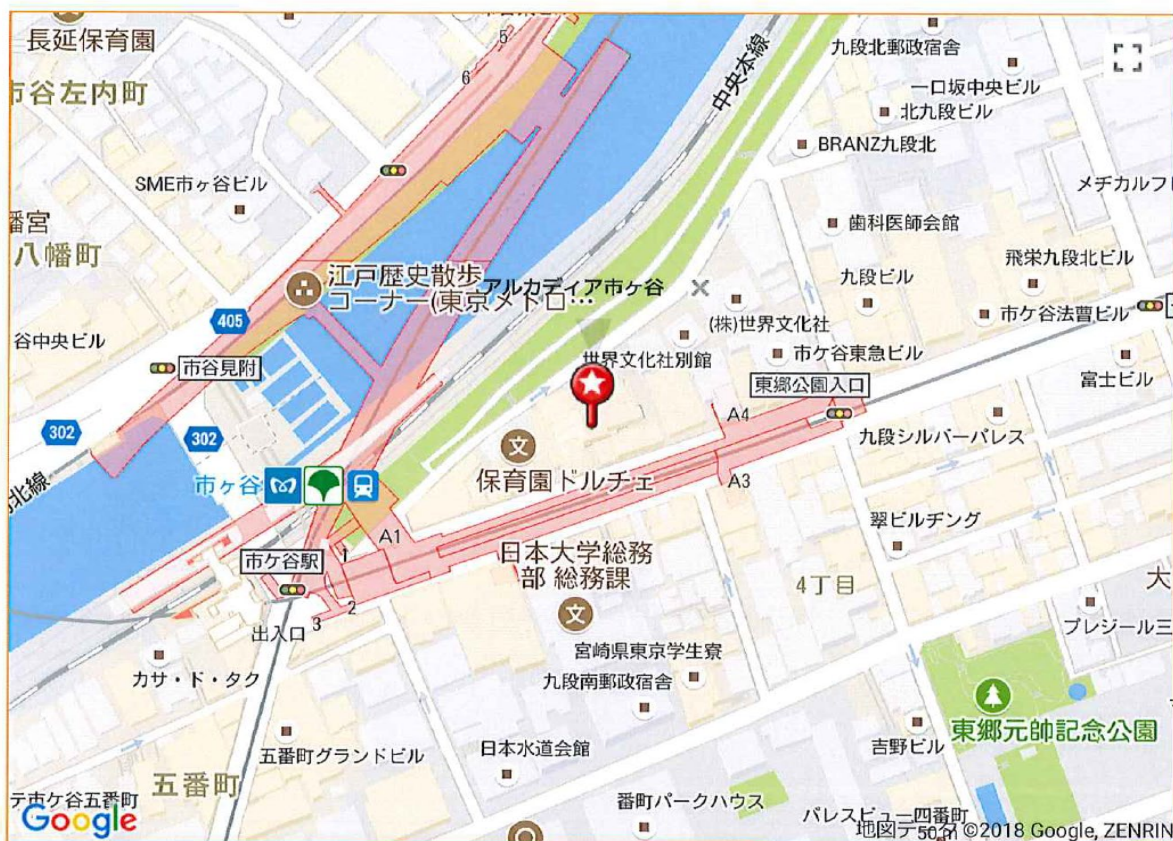 長延保育園
市谷左内町
5
6
中央本線
九段北郵政宿舎
一口坂中央ビル
北九段ビル
BRANZ九段北
SME市ヶ谷ビル
メヂカルフ
幡宮
八幡町
歯科医師会館
江戸歴史散歩
コーナー(東京メトロ…
アルカディア市ヶ谷
飛栄九段北ビル
九段ビル
405
(株)世界文化社
市ケ谷法曹ビル
谷中央ビル
市谷見附
世界文化社別館
市ケ谷東急ビル
東郷公園入口
富士ビル
302
302
A4
九段シルバーパレス
文
保育園ドルチェ
北線
市ヶ谷
A3
翠ビルヂング
A1
1
市ケ谷駅
日本大学総務
部 総務課
4丁目
大
2
3
出入口
文
プレジール三
宮崎県東京学生寮
カサ・ド・タク
九段南郵政宿舎
東郷元帥記念公園
五番町グランドビル
日本水道会館
吉野ビル
五番町
テ市ケ谷五番町
番町パークハウス
パレスビュー四番町
Google
地図データ ©2018 Google, ZENRIN
50 m